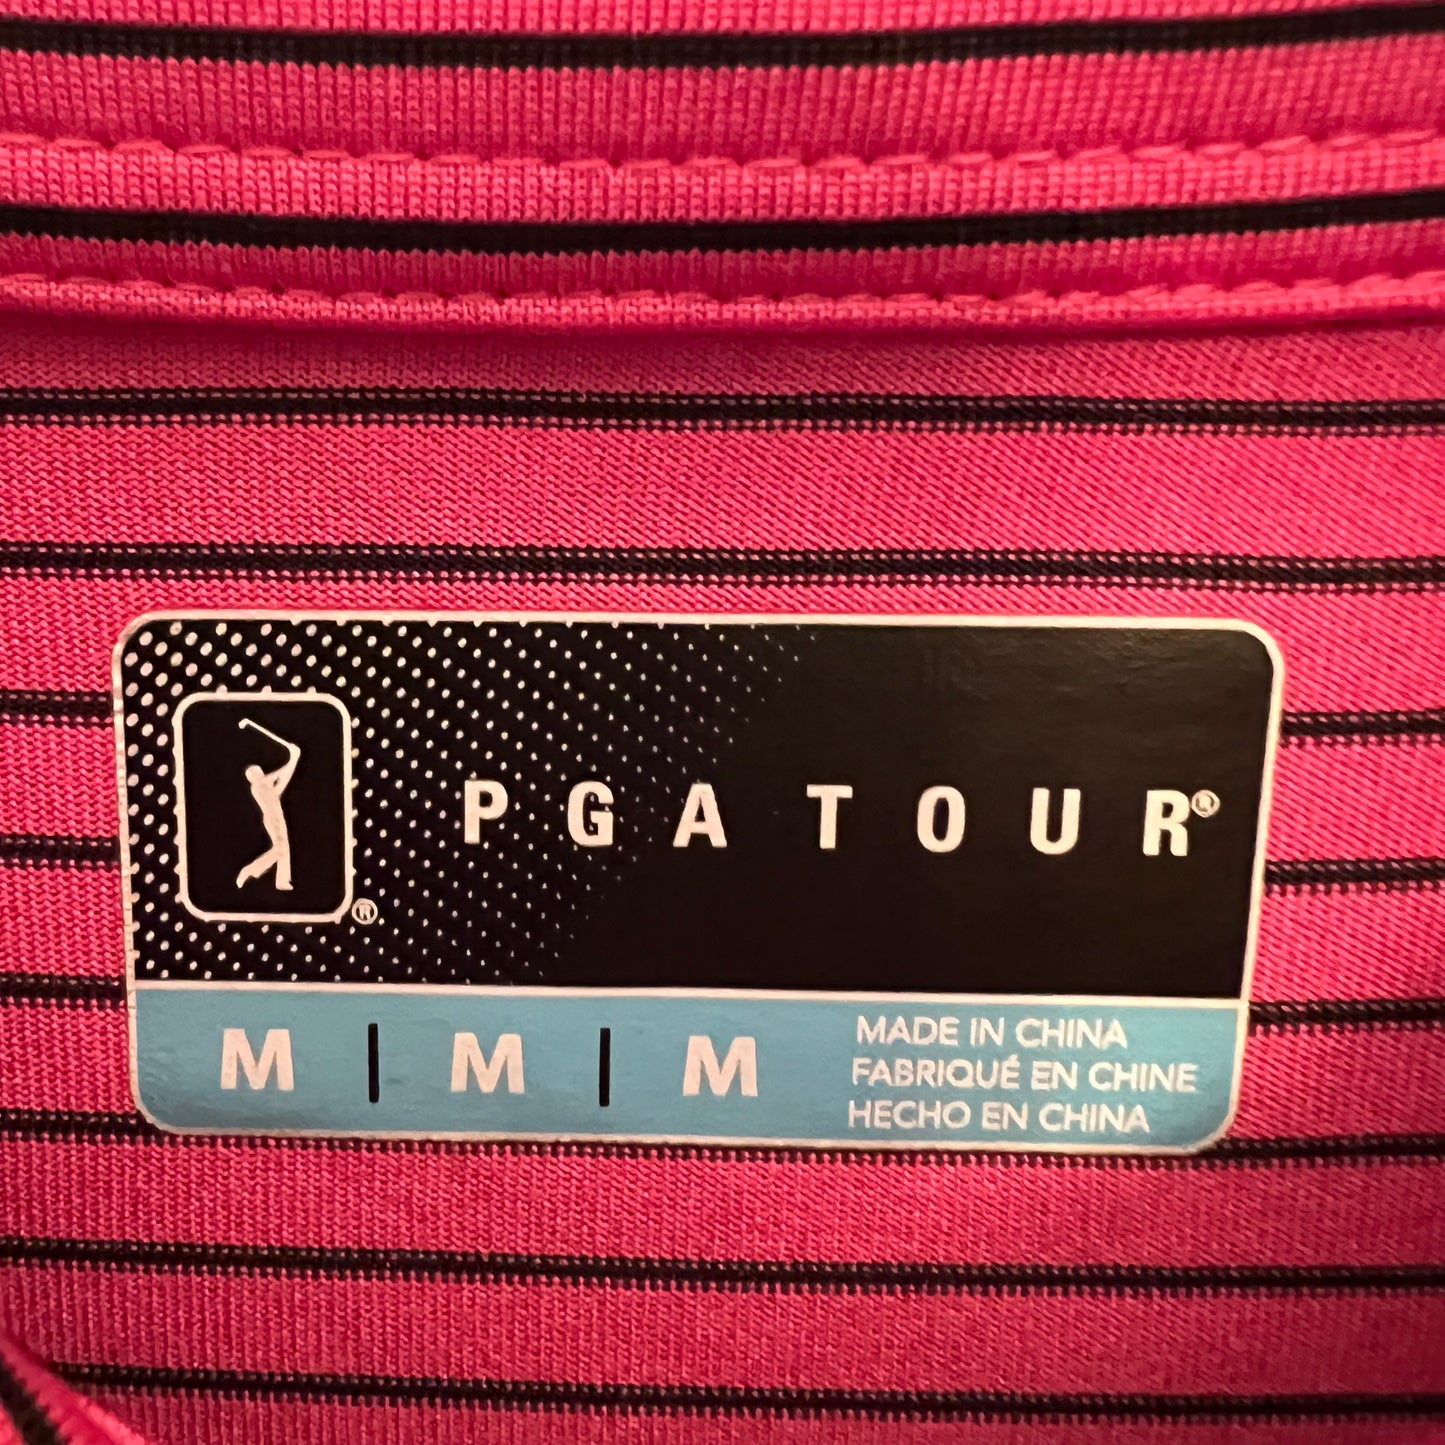 PGA TOUR®
®
M | M | M
MADE IN CHINA
FABRIQUÉ EN CHINE
HECHO EN CHINA